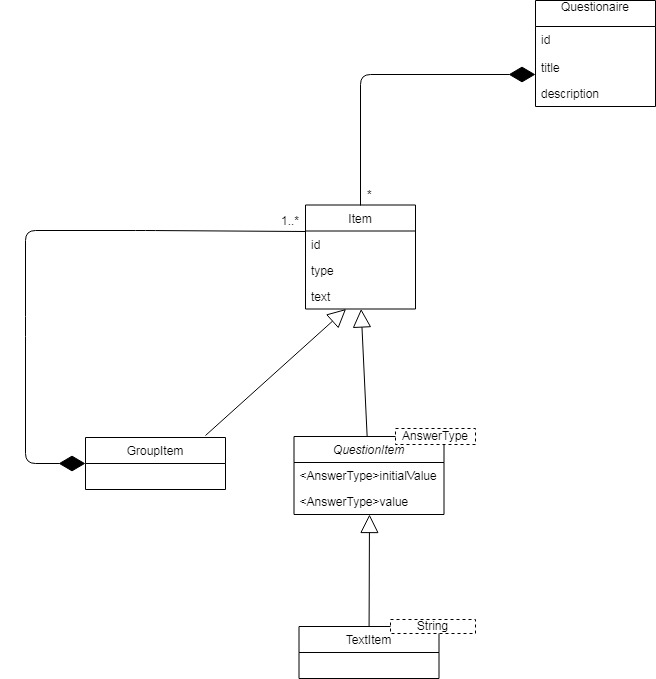 Questionaire
id
title
description
*
1..*
Item
id
type
text
GroupItem
AnswerType
QuestionItem
<AnswerType>initialValue
<AnswerType>value
String
TextItem